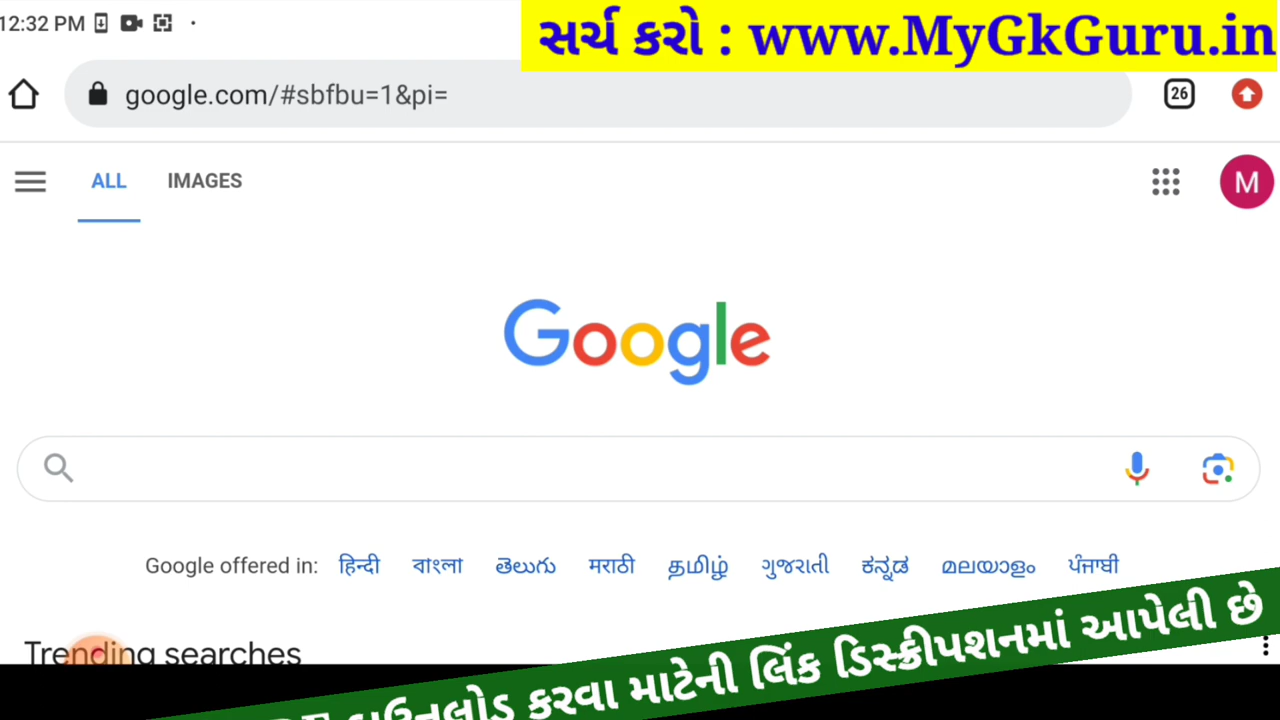 12:32 PM
સર્ચ કરો : www.MyGkGuru.in
google.com/#sbfbu=1&pi=
26
ALL IMAGES
M
Google
Google offered in: हिन्दी বাংলা తెలుగు मराठी தமிழ் ગુજરાતી ಕನ್ನಡ മലയാളം ਪੰਜਾਬੀ
Trending searches
ડાઉનલોડ કરવા માટેની લિંક ડિસ્ક્રીપશનમાં આપેલી છે